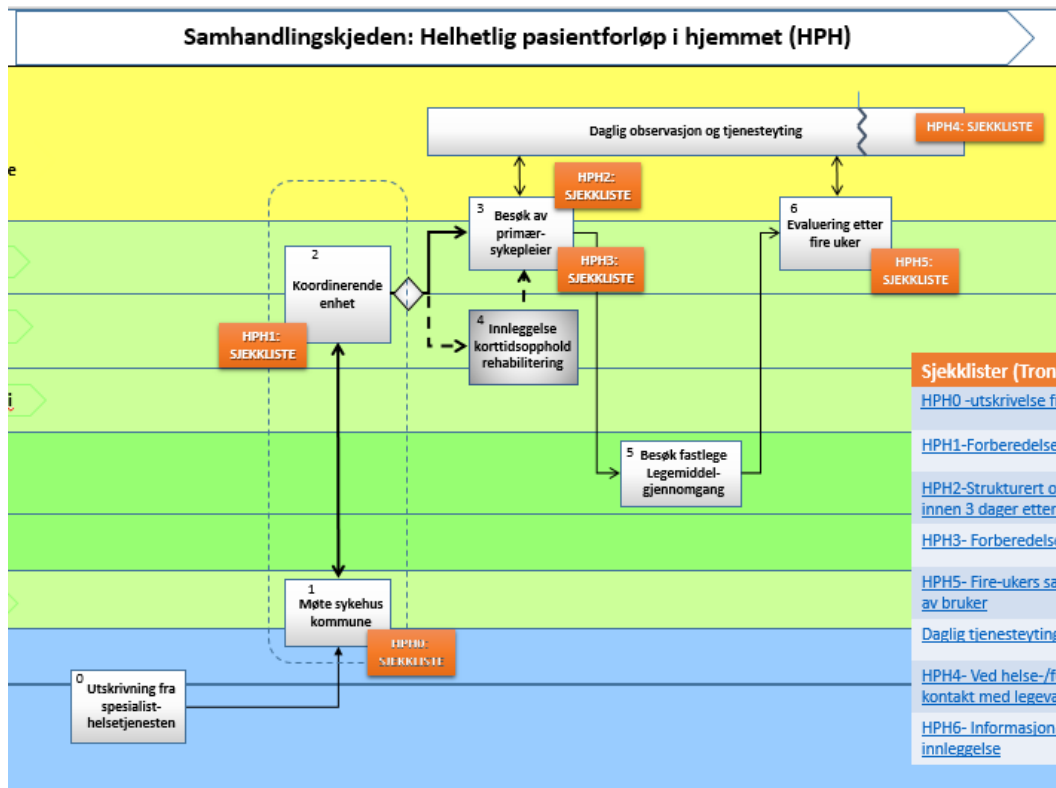 Samhandlingskjeden: Helhetlig pasientforløp i hjemmet (HPH)
Daglig observasjon og tjenesteyting
HPH4: SJEKKLISTE
e
HPH2:
SJEKKLISTE
3
Besøk av
primær-
sykepleier
HPH3:
SJEKKLISTE
6
Evaluering etter
fire uker
HPH5:
SJEKKLISTE
2
Koordinerende
enhet
HPH1:
SJEKKLISTE
4
Innleggelse
korttidsopphold
rehabilitering
i
5
Besøk fastlege
Legemiddel-
gjennomgang
1
Møte sykehus
kommune
HPH0:
SJEKKLISTE
0
Utskrivning fra
spesialist-
helsetjenesten
Sjekklister (Tron
HPH0 -utskrivelse f
HPH1-Forberedelse
HPH2-Strukturert o
innen 3 dager etter
HPH3- Forberedels
HPH5- Fire-ukers sa
av bruker
Daglig tjenesteyting
HPH4- Ved helse-/f
kontakt med legeva
HPH6- Informasjon
innleggelse